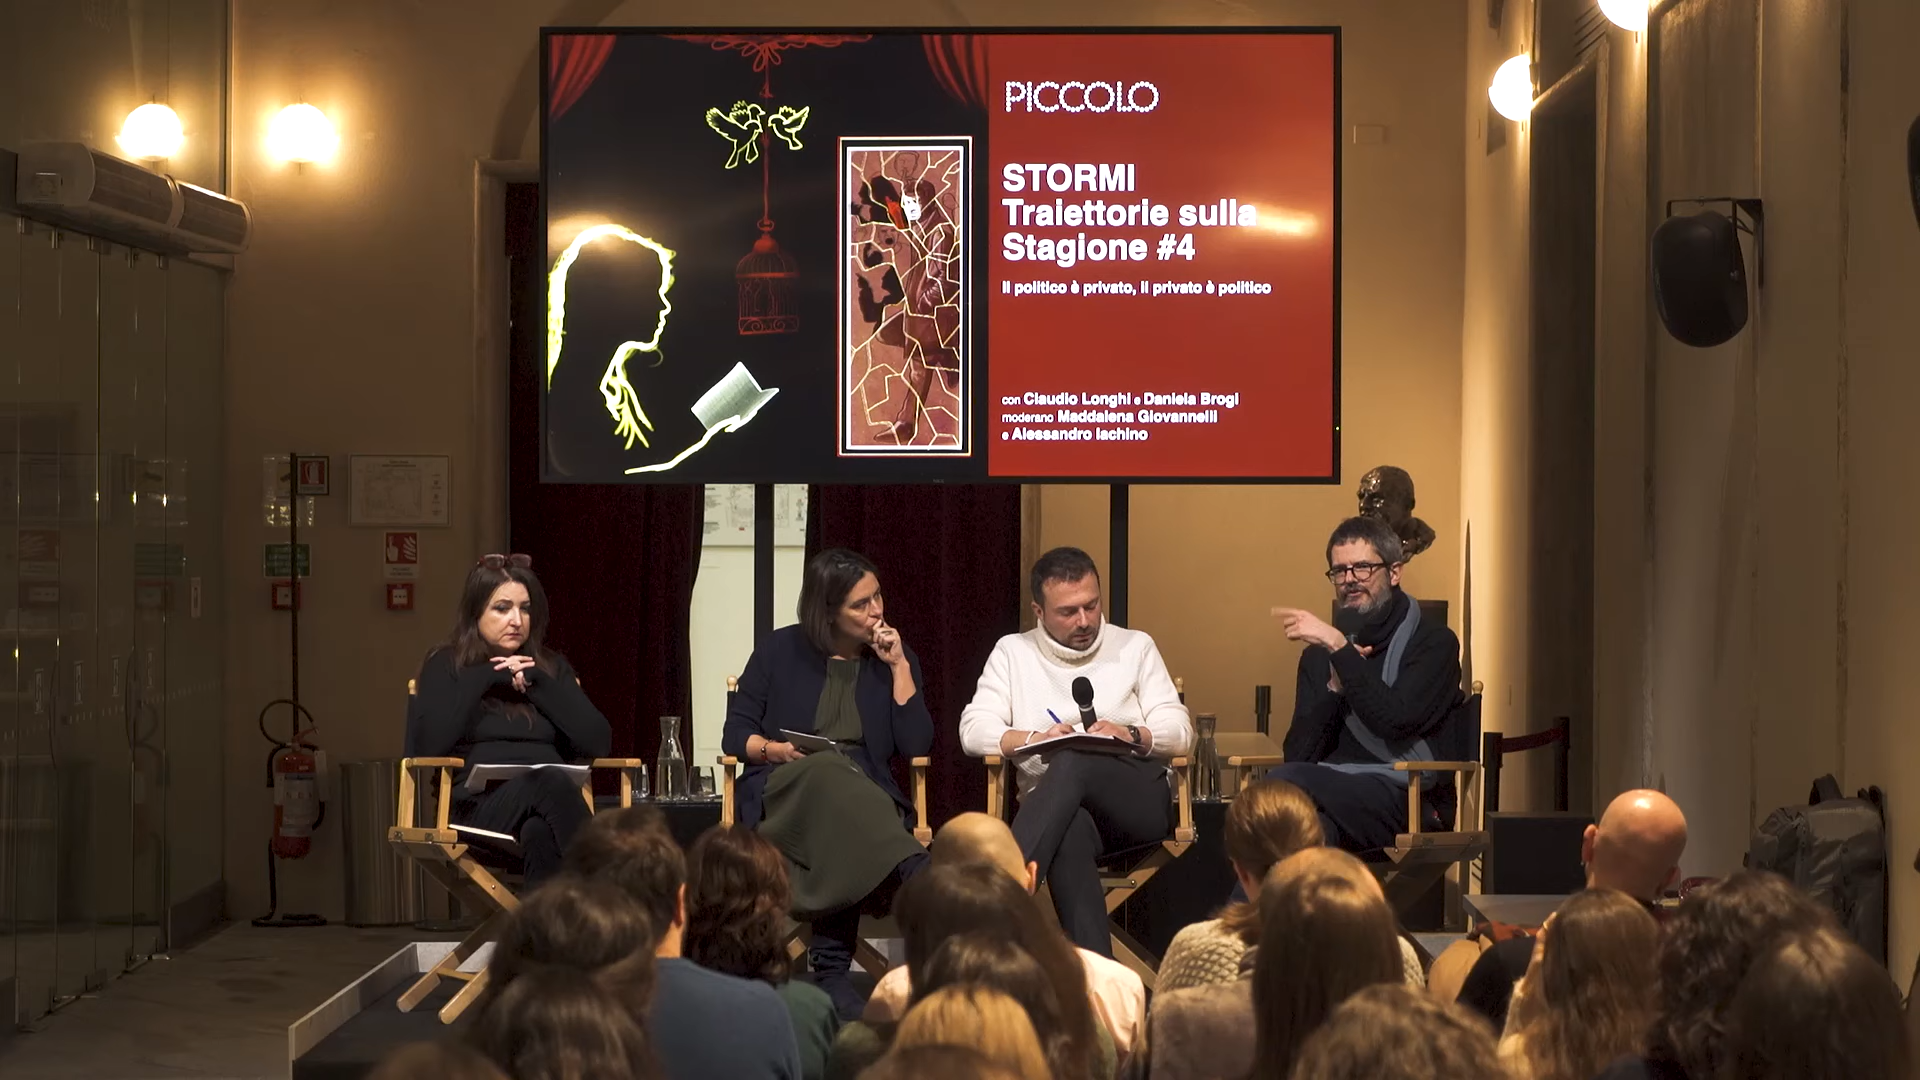 PICCOLO
STORMI
Traiettorie sulla
Stagione #4
Il politico è privato, il privato è politico
con Claudio Longhi e Daniela Brogi
moderano Maddalena Giovannelli
e Alessandro Iachino